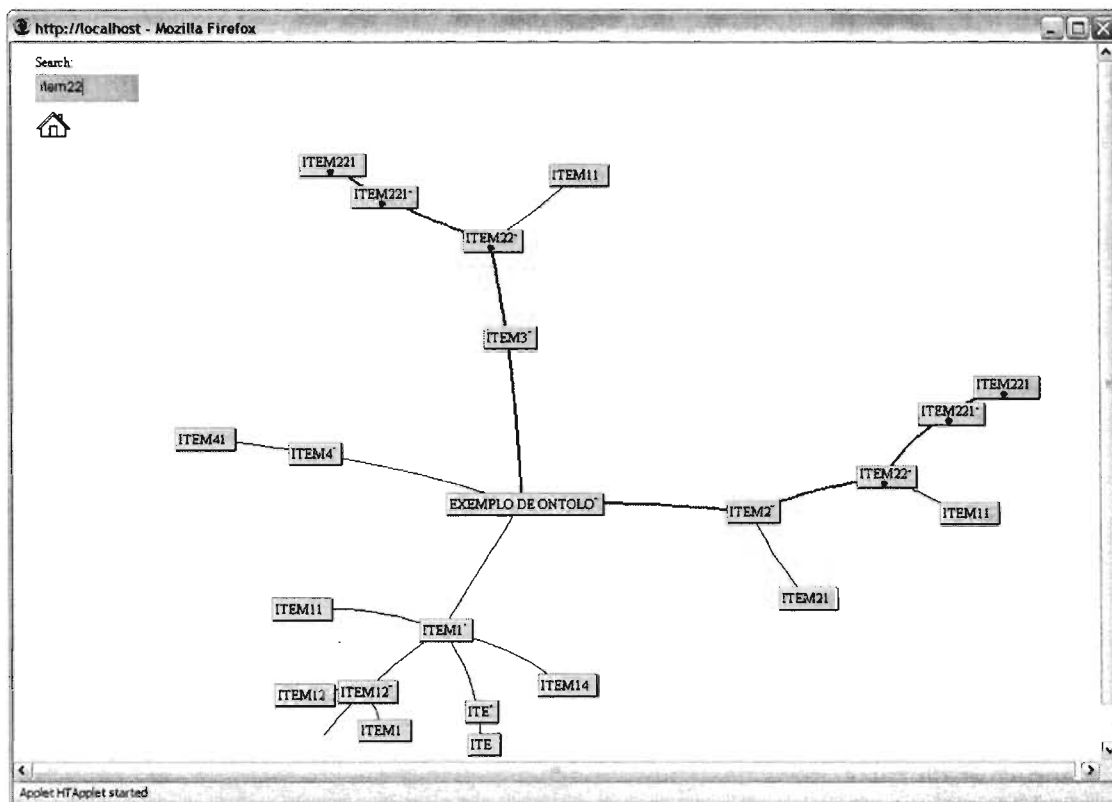 http://localhost - Mozilla Firefox
Search:
item22
ITEM221
ITEM221
ITEM11
ITEM22
ITEM3
ITEM221
ITEM221
ITEM41
ITEM4
ITEM22
EXEMPLO DE ONTOLO
ITEM2
ITEM11
ITEM21
ITEM11
ITEM1
ITEM12
ITEM12
ITEM14
ITE
ITEM1
ITE
Applet HTApplet started